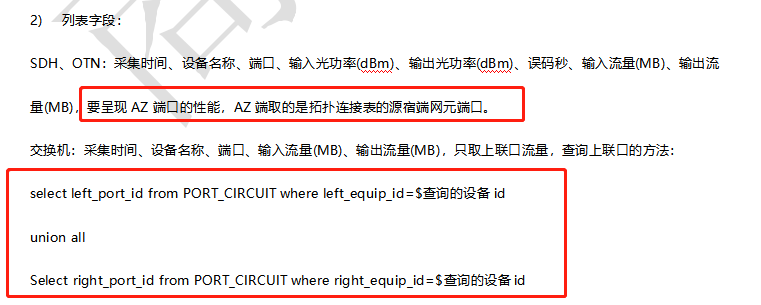 2) 列表字段：
SDH、OTN：采集时间、设备名称、端口、输入光功率(dBm)、输出光功率(dBm)、误码秒、输入流量(MB)、输出流
量(MB)，要呈现 AZ 端口的性能，AZ 端取的是拓扑连接表的源宿端网元端口。
交换机：采集时间、设备名称、端口、输入流量(MB)、输出流量(MB)，只取上联口流量，查询上联口的方法：
select left_port_id from PORT_CIRCUIT where left_equip_id=$查询的设备 id
union all
Select right_port_id from PORT_CIRCUIT where right_equip_id=$查询的设备 id